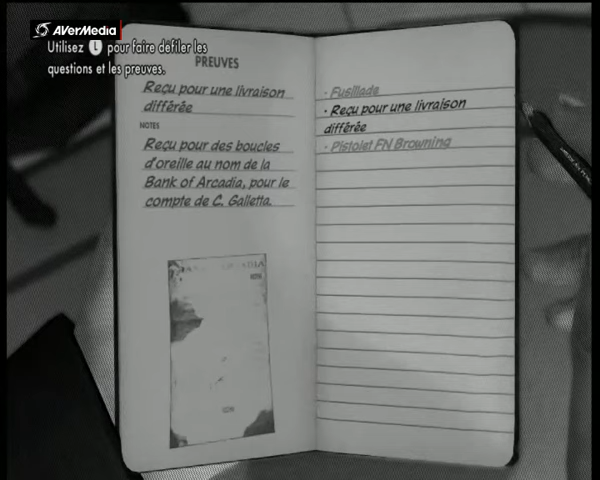 AVerMedia
Utilisez L pour faire défiler les
questions et les preuves.
PREUVES
Reçu pour une livraison
différée
NOTES
Reçu pour des boucles
d'oreille au nom de la
Bank of Arcadia, pour le
compte de C. Galletta.
· Fusillade
· Reçu pour une livraison
différée
· Pistolet FN Browning